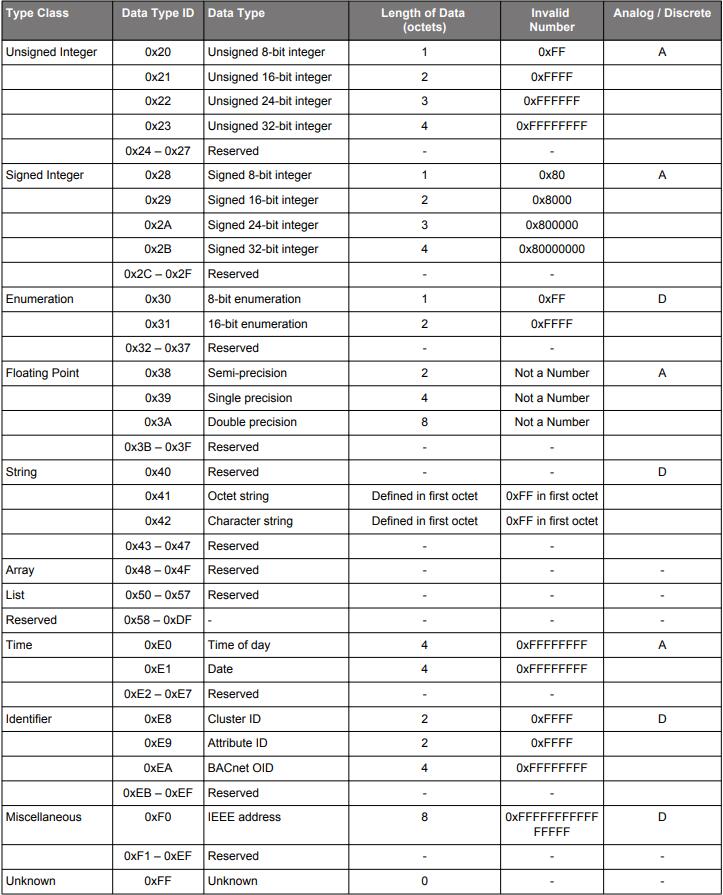 Type Class Data Type ID Data Type Length of Data (octets) Invalid Number Analog / Discrete
Unsigned Integer 0x20 Unsigned 8-bit integer 1 0xFF A
0x21 Unsigned 16-bit integer 2 0xFFFF
0x22 Unsigned 24-bit integer 3 0xFFFFFF
0x23 Unsigned 32-bit integer 4 0xFFFFFFFF
0x24 – 0x27 Reserved - -
Signed Integer 0x28 Signed 8-bit integer 1 0x80 A
0x29 Signed 16-bit integer 2 0x8000
0x2A Signed 24-bit integer 3 0x800000
0x2B Signed 32-bit integer 4 0x80000000
0x2C – 0x2F Reserved - -
Enumeration 0x30 8-bit enumeration 1 0xFF D
0x31 16-bit enumeration 2 0xFFFF
0x32 – 0x37 Reserved - -
Floating Point 0x38 Semi-precision 2 Not a Number A
0x39 Single precision 4 Not a Number
0x3A Double precision 8 Not a Number
0x3B – 0x3F Reserved - -
String 0x40 Reserved - - D
0x41 Octet string Defined in first octet 0xFF in first octet
0x42 Character string Defined in first octet 0xFF in first octet
0x43 – 0x47 Reserved - -
Array 0x48 – 0x4F Reserved - - -
List 0x50 – 0x57 Reserved - - -
Reserved 0x58 – 0xDF - - - -
Time 0xE0 Time of day 4 0xFFFFFFFF A
0xE1 Date 4 0xFFFFFFFF
0xE2 – 0xE7 Reserved - -
Identifier 0xE8 Cluster ID 2 0xFFFF D
0xE9 Attribute ID 2 0xFFFF
0xEA BACnet OID 4 0xFFFFFFFF
0xEB – 0xEF Reserved - -
Miscellaneous 0xF0 IEEE address 8 0xFFFFFFFFFFF D
FFFFF
0xF1 – 0xEF Reserved - - -
Unknown 0xFF Unknown 0 - -